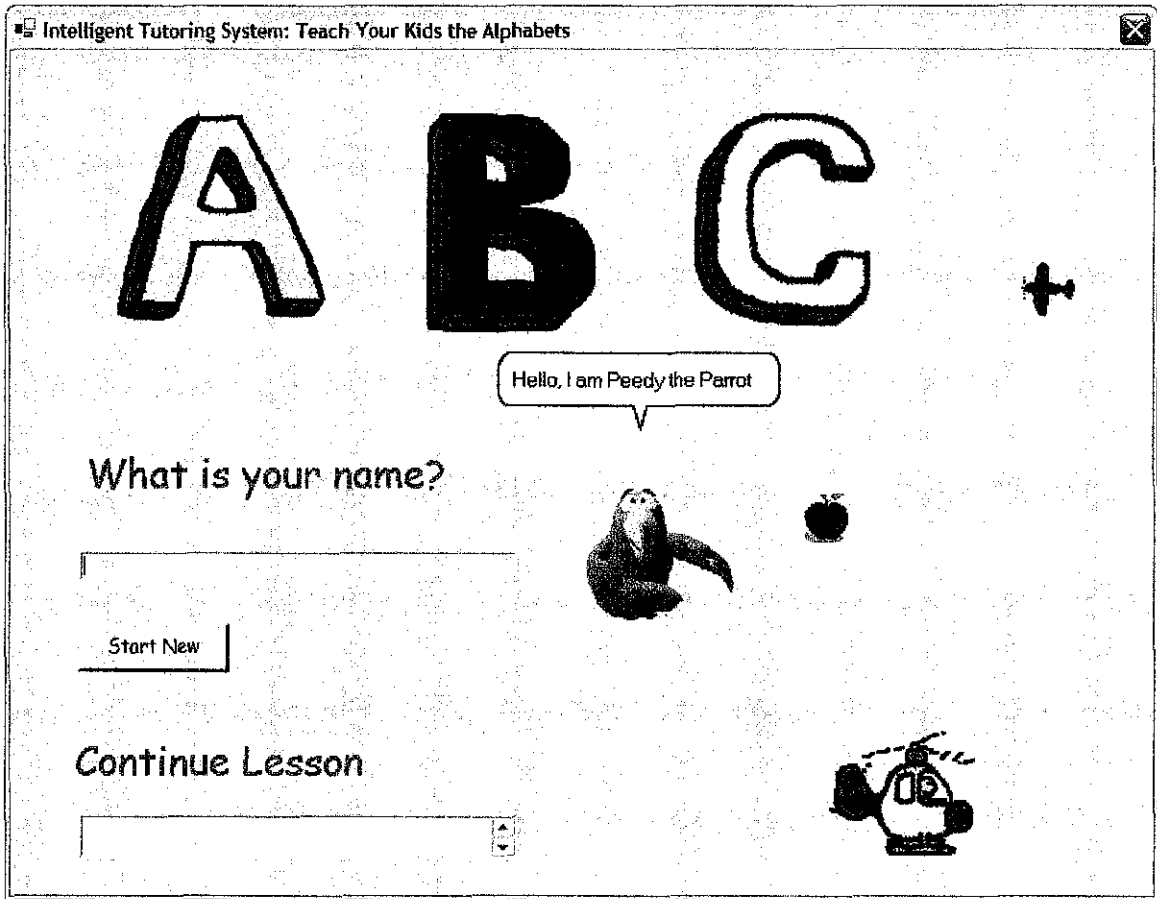 Intelligent Tutoring System: Teach Your Kids the Alphabets
A B C
Hello, I am Peedy the Parrot
What is your name?
Start New
Continue Lesson